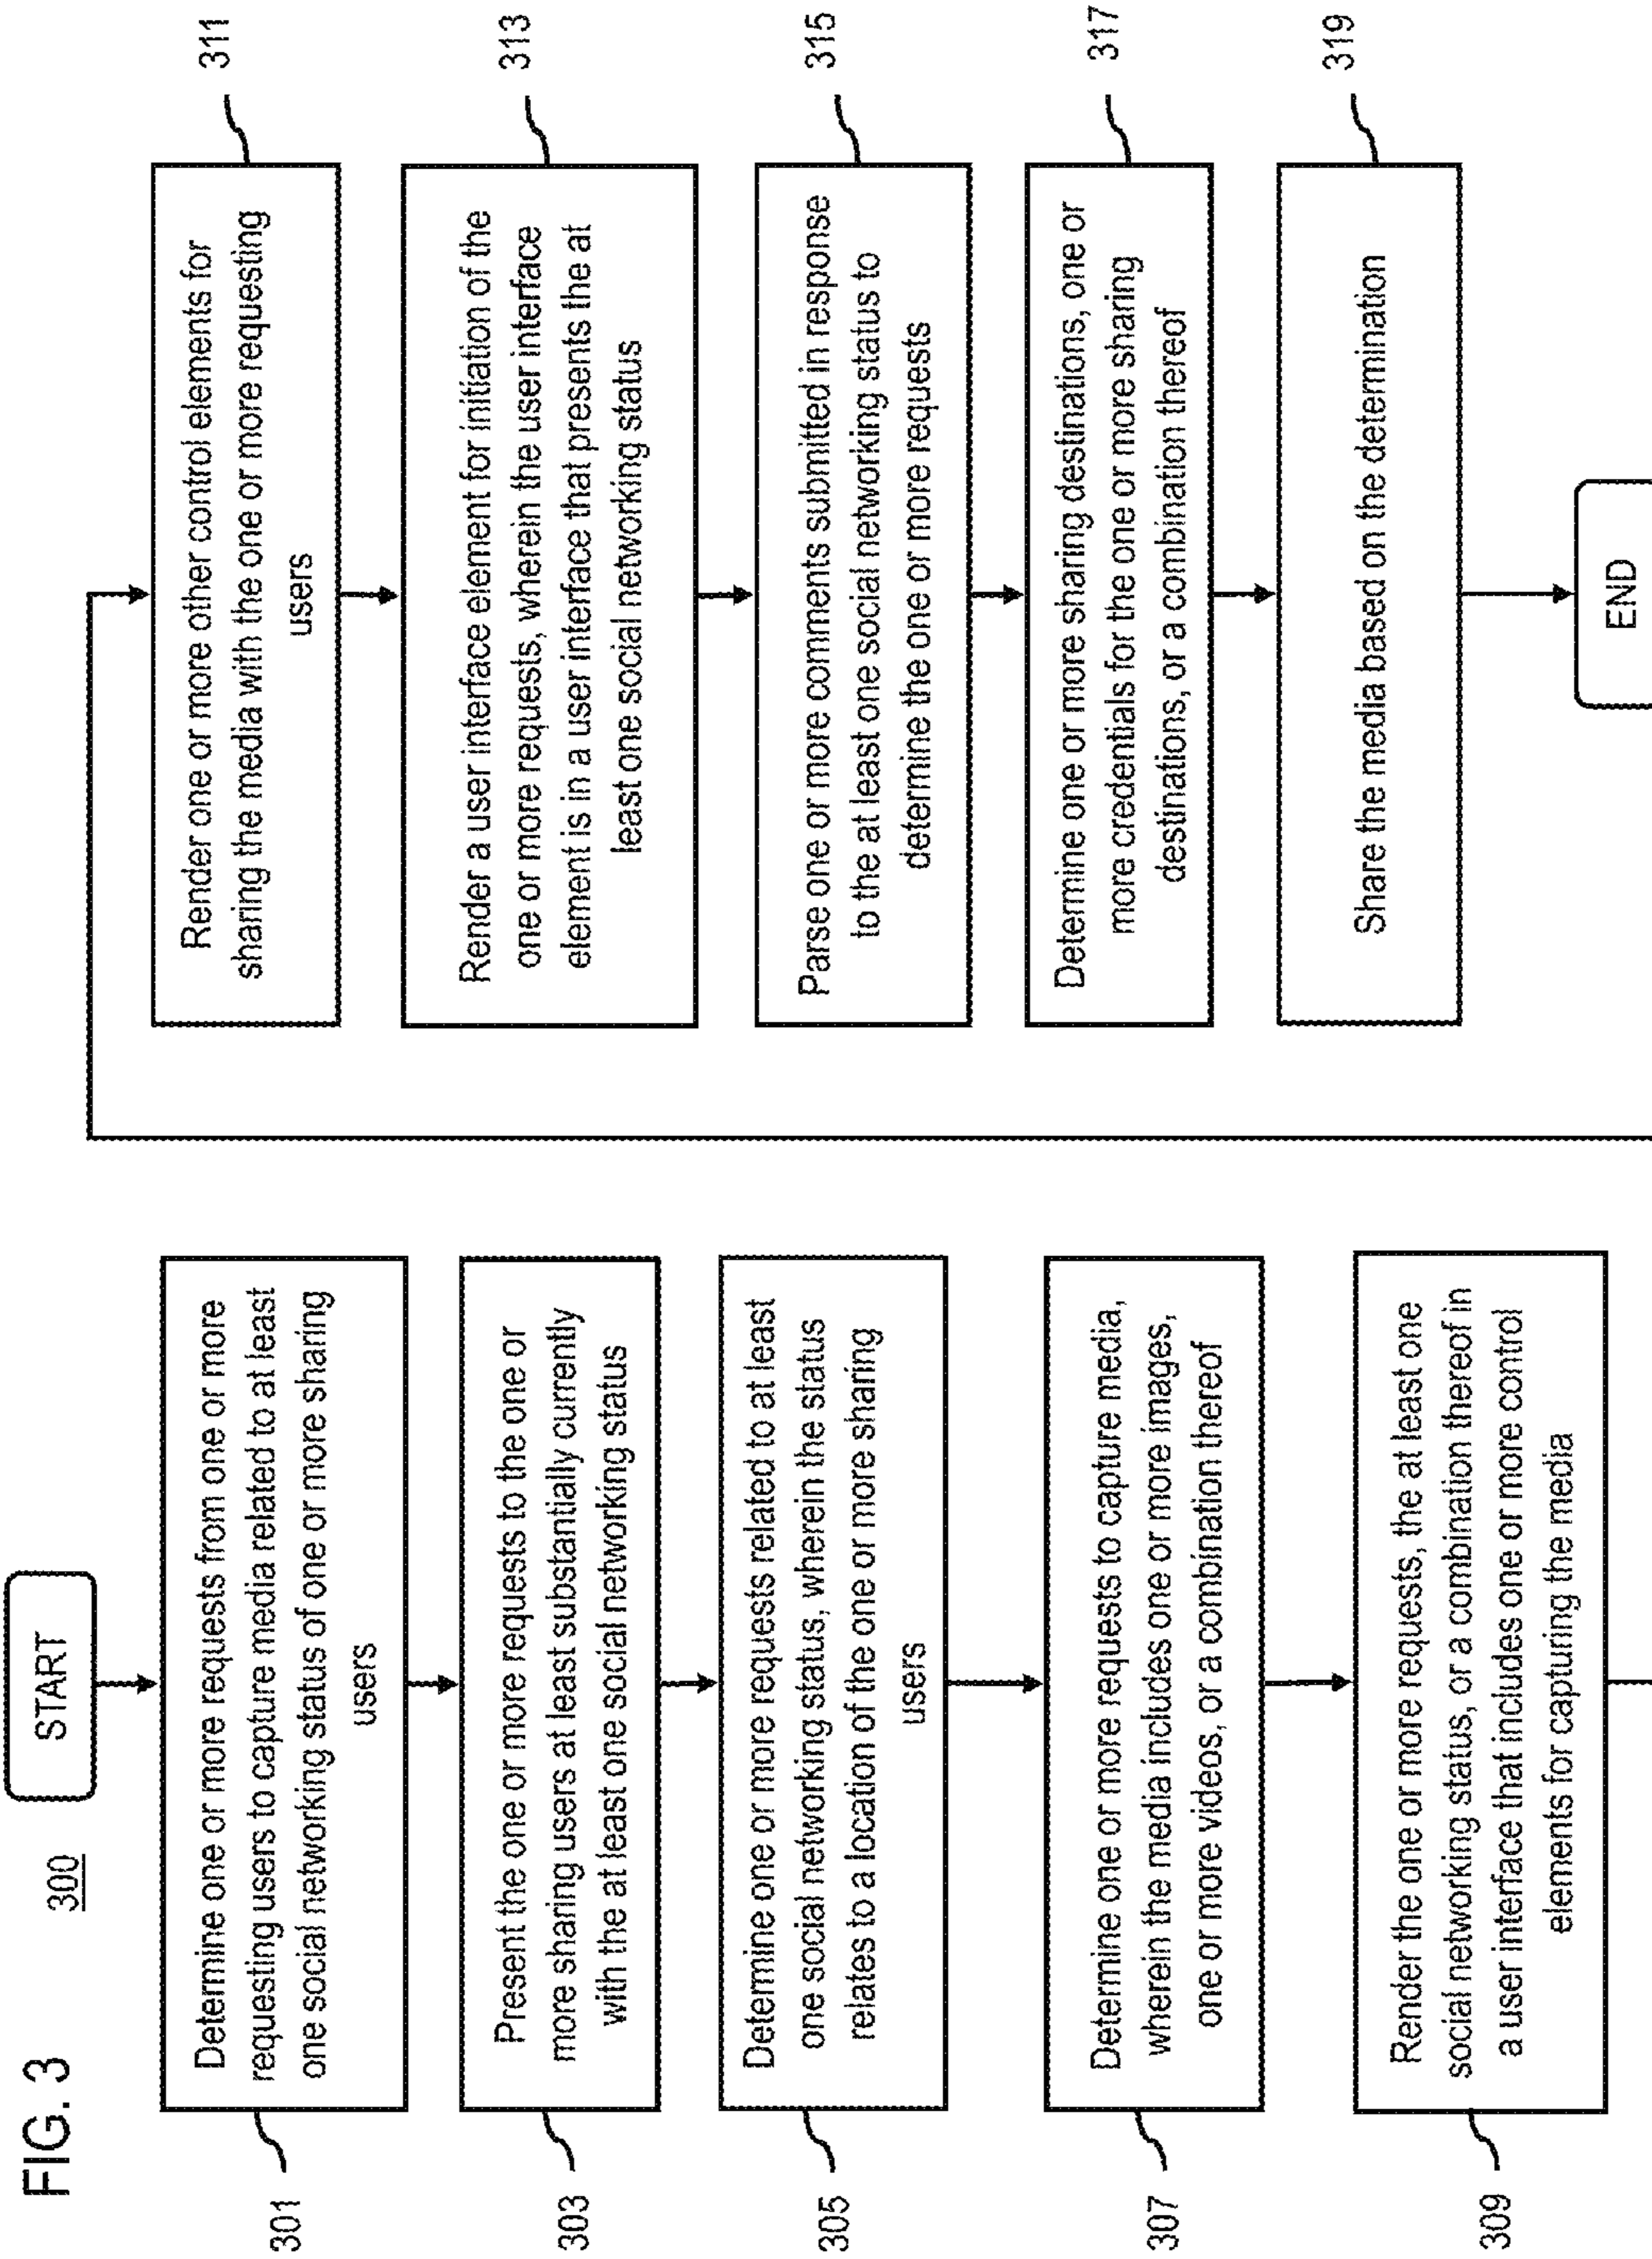 FIG. 3
300
START
301
Determine one or more requests from one or more
requesting users to capture media related to at least
one social networking status of one or more sharing
users
303
Present the one or more requests to the one or
more sharing users at least substantially currently
with the at least one social networking status
305
Determine one or more requests related to at least
one social networking status, wherein the status
relates to a location of the one or more sharing
users
307
Determine one or more requests to capture media,
wherein the media includes one or more images,
one or more videos, or a combination thereof
309
Render the one or more requests, the at least one
social networking status, or a combination thereof in
a user interface that includes one or more control
elements for capturing the media
311
Render one or more other control elements for
sharing the media with the one or more requesting
users
313
Render a user interface element for initiation of the
one or more requests, wherein the user interface
element is in a user interface that presents the at
least one social networking status
315
Parse one or more comments submitted in response
to the at least one social networking status to
determine the one or more requests
317
Determine one or more sharing destinations, one or
more credentials for the one or more sharing
destinations, or a combination thereof
319
Share the media based on the determination
END